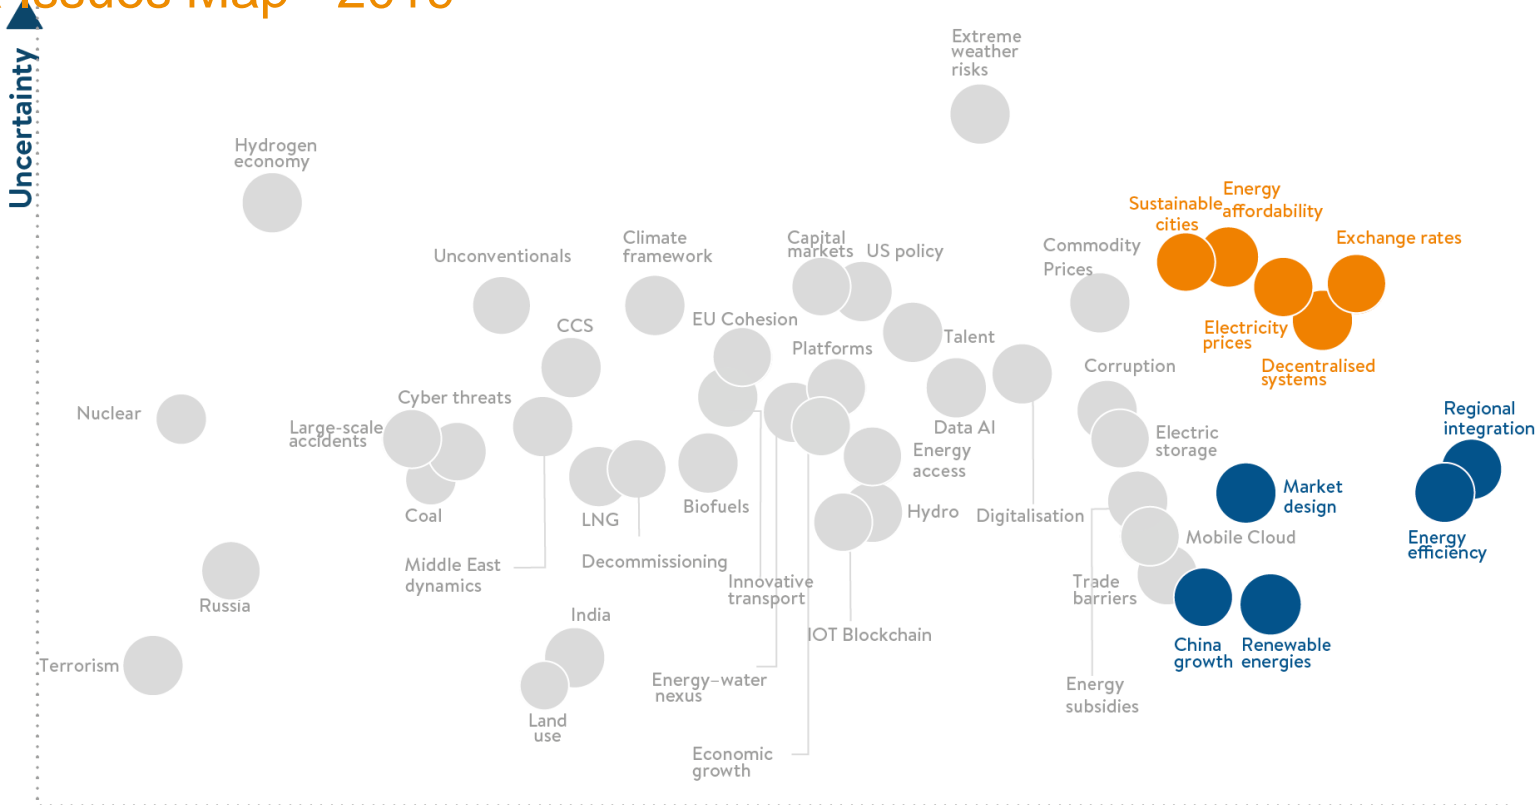 Issues Map - 2018
Uncertainty
Extreme
weather
risks
Hydrogen
economy
Energy
affordability
Sustainable
cities
Exchange rates
Climate
framework
Unconventionals
Capital
markets
US policy
Commodity
Prices
EU Cohesion
CCS
Talent
Electricity
prices
Platforms
Decentralised
systems
Corruption
Cyber threats
Nuclear
Large-scale
accidents
Regional
integration
Data AI
Electric
storage
Energy
access
Market
design
Biofuels
Coal
LNG
Hydro
Digitalisation
Mobile Cloud
Energy
efficiency
Middle East
dynamics
Decommissioning
Innovative
transport
Trade
barriers
Russia
India
IOT Blockchain
China
growth
Renewable
energies
Terrorism
Energy–water
nexus
Energy
subsidies
Land
use
Economic
growth